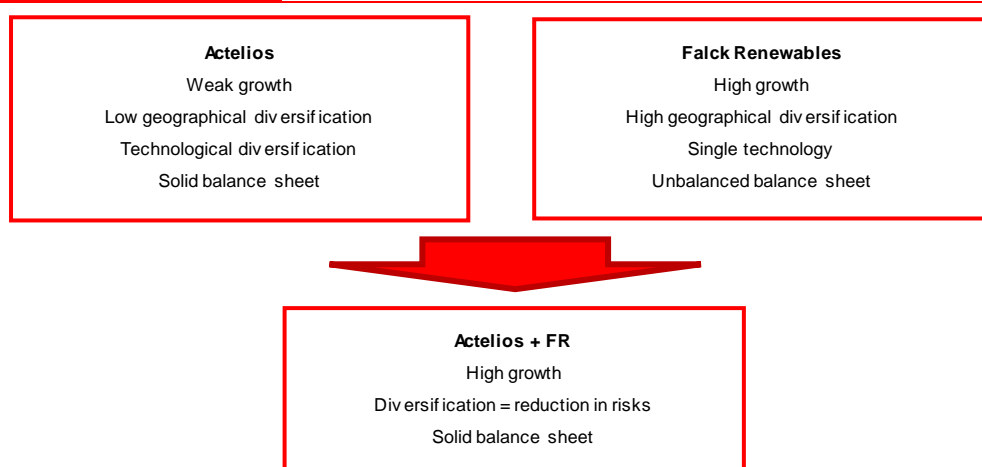 Actelios
Weak growth
Low geographical diversification
Technological diversification
Solid balance sheet
Falck Renewables
High growth
High geographical diversification
Single technology
Unbalanced balance sheet
Actelios + FR
High growth
Diversification = reduction in risks
Solid balance sheet